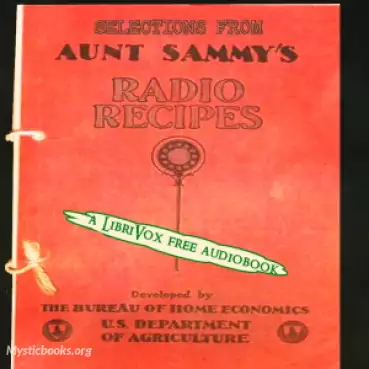 SELECTIONS FROM
AUNT SAMMY'S
RADIO
RECIPES
A LIBRIVOX FREE AUDIOBOOK
Developed by
THE BUREAU OF HOME ECONOMICS
U.S. DEPARTMENT
OF AGRICULTURE
Mysticbooks.org